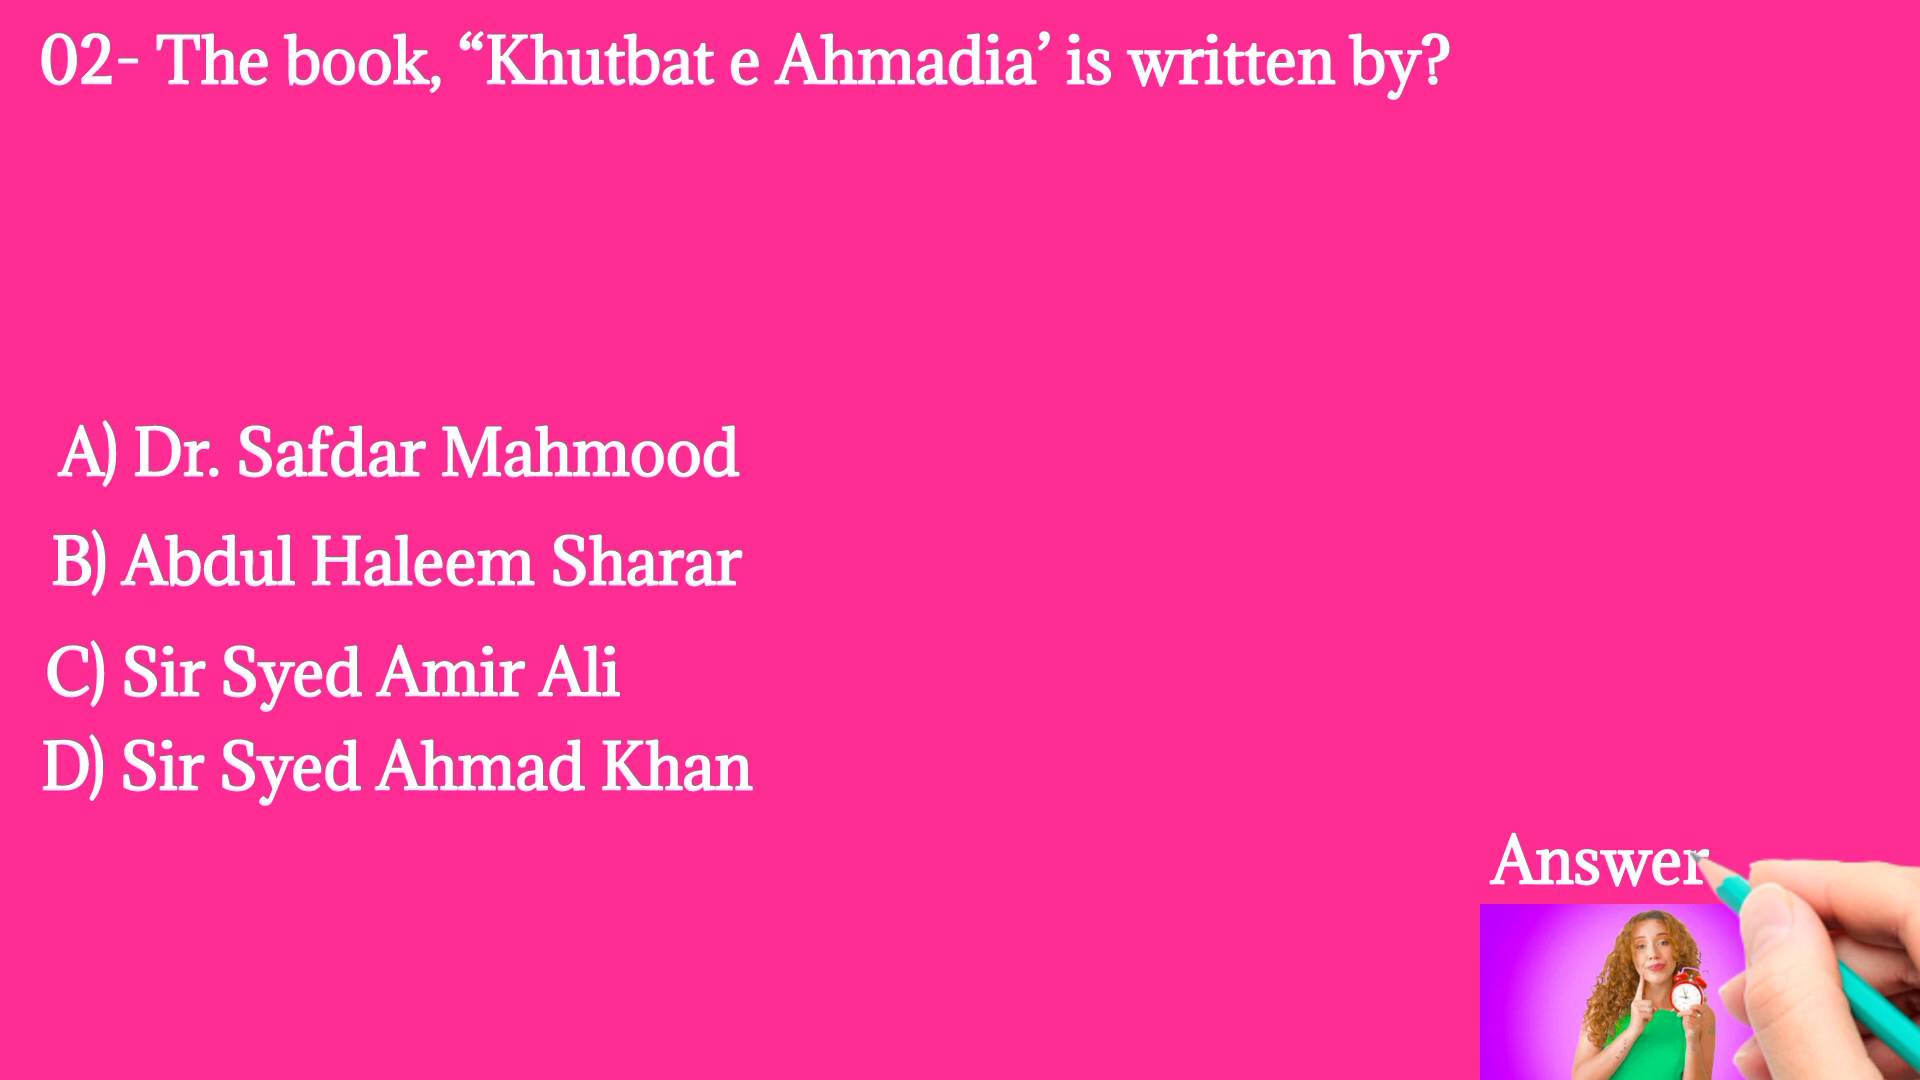 02- The book, “Khutbat e Ahmadia’ is written by?
A) Dr. Safdar Mahmood
B) Abdul Haleem Sharar
C) Sir Syed Amir Ali
D) Sir Syed Ahmad Khan
Answer